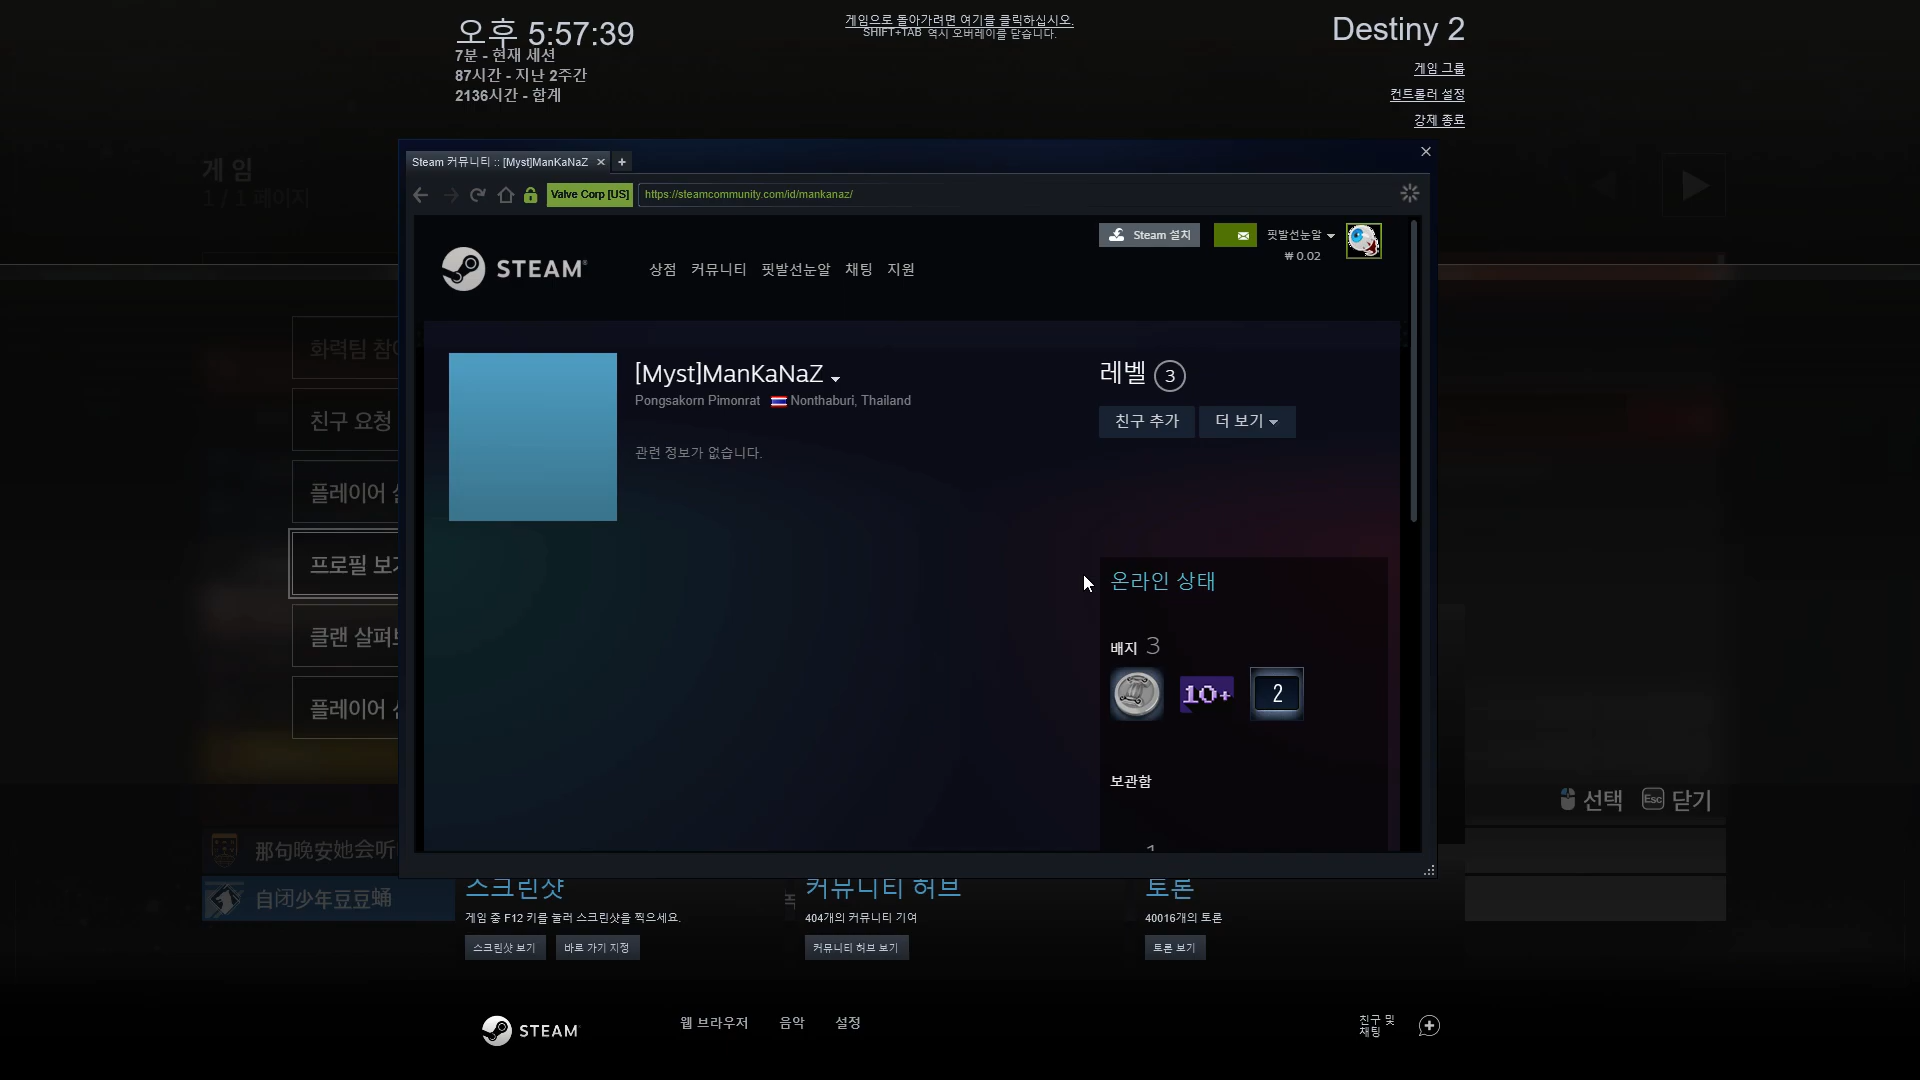 오후 5:57:39
7분 - 현재 세션
87시간 - 지난 2주간
2136시간 - 합계
게임으로 돌아가려면 여기를 클릭하십시오.
SHIFT+TAB 역시 오버레이를 닫습니다.
Destiny 2
게임 그룹
컨트롤러 설정
강제 종료
게임
1 / 1 페이지
Steam 커뮤니티 :: [Myst]ManKaNaZ
Valve Corp [US]
https://steamcommunity.com/id/mankanaz/
Steam 설치
핏발선눈알
₩ 0.02
STEAM
상점 커뮤니티 핏발선눈알 채팅 지원
[Myst]ManKaNaZ
Pongsakorn Pimonrat Nonthaburi, Thailand
관련 정보가 없습니다.
레벨 3
친구 추가
더 보기
온라인 상태
배지 3
10+
2
보관함
화력팀
친구 요청
플레이어
프로필
클랜
플레이어
선택
Esc 닫기
那句晚安她会听
自闭少年豆豆蛹
스크린샷
게임 중 F12 키를 눌러 스크린샷을 찍으세요.
스크린샷 보기
바로 가기 지정
커뮤니티 허브
404개의 커뮤니티 기여
커뮤니티 허브 보기
토론
40016개의 토론
토론 보기
STEAM
웹 브라우저
음악
설정
친구 및
채팅